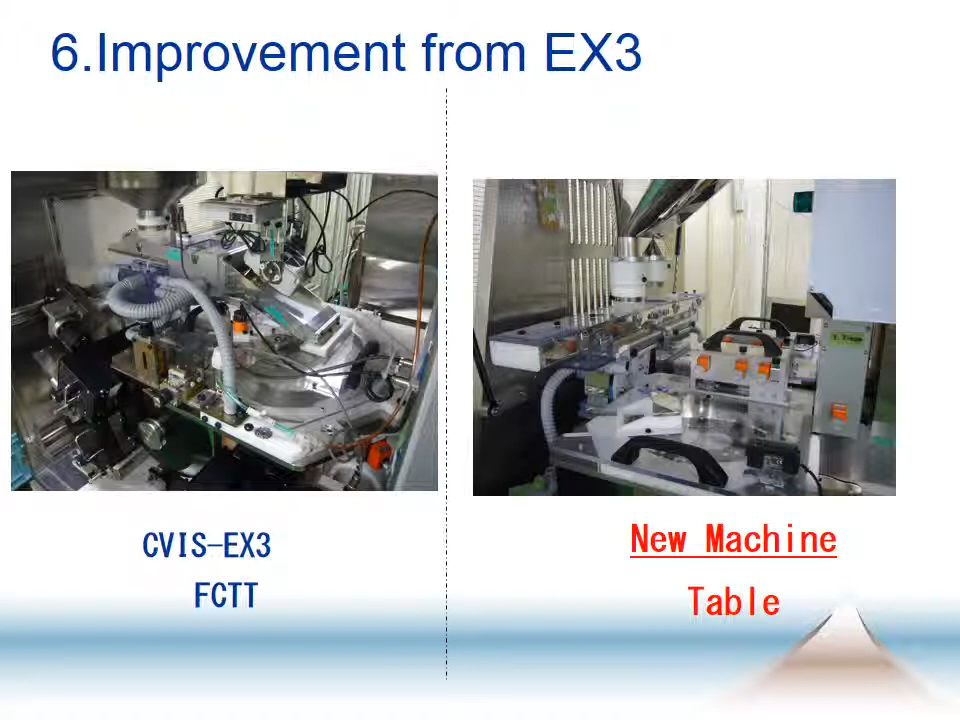 6.Improvement from EX3
CVIS-EX3
FCTT
New Machine
Table